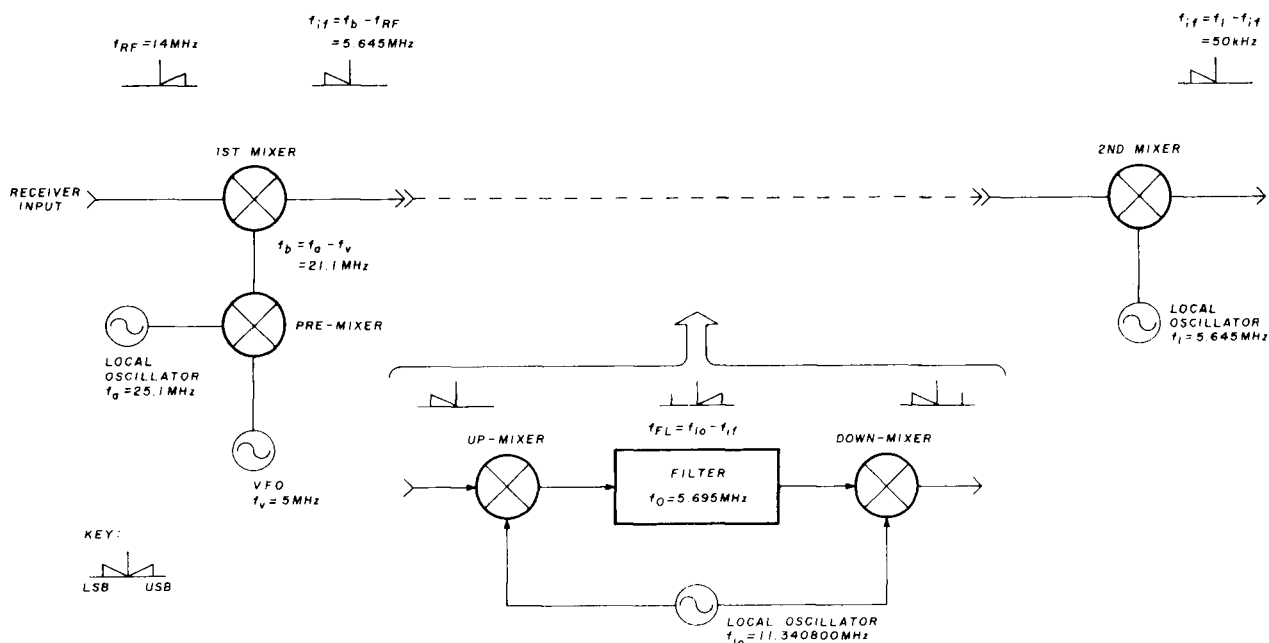 f_RF = 14MHz
f_if = f_b − f_RF
= 5.645MHz
f_if = f_l − f_if
= 50kHz
1ST MIXER
2ND MIXER
RECEIVER
INPUT
f_b = f_a − f_v
= 21.1MHz
PRE-MIXER
LOCAL
OSCILLATOR
f_a = 25.1MHz
VFO
f_v = 5MHz
LOCAL
OSCILLATOR
f_l = 5.645MHz
f_FL = f_lo − f_if
UP-MIXER
DOWN-MIXER
FILTER
f_O = 5.695MHz
LOCAL OSCILLATOR
f_lo = 11.340800MHz
KEY:
LSB USB